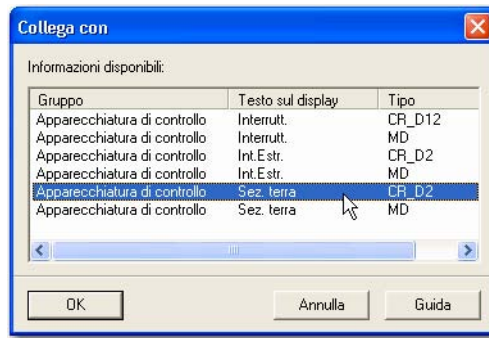 Collega con
Informazioni disponibili:
Gruppo Testo sul display Tipo
Apparecchiatura di controllo Interrutt. CR_D12
Apparecchiatura di controllo Interrutt. MD
Apparecchiatura di controllo Int.Estr. CR_D2
Apparecchiatura di controllo Int.Estr. MD
Apparecchiatura di controllo Sez. terra CR_D2
Apparecchiatura di controllo Sez. terra MD
OK Annulla Guida